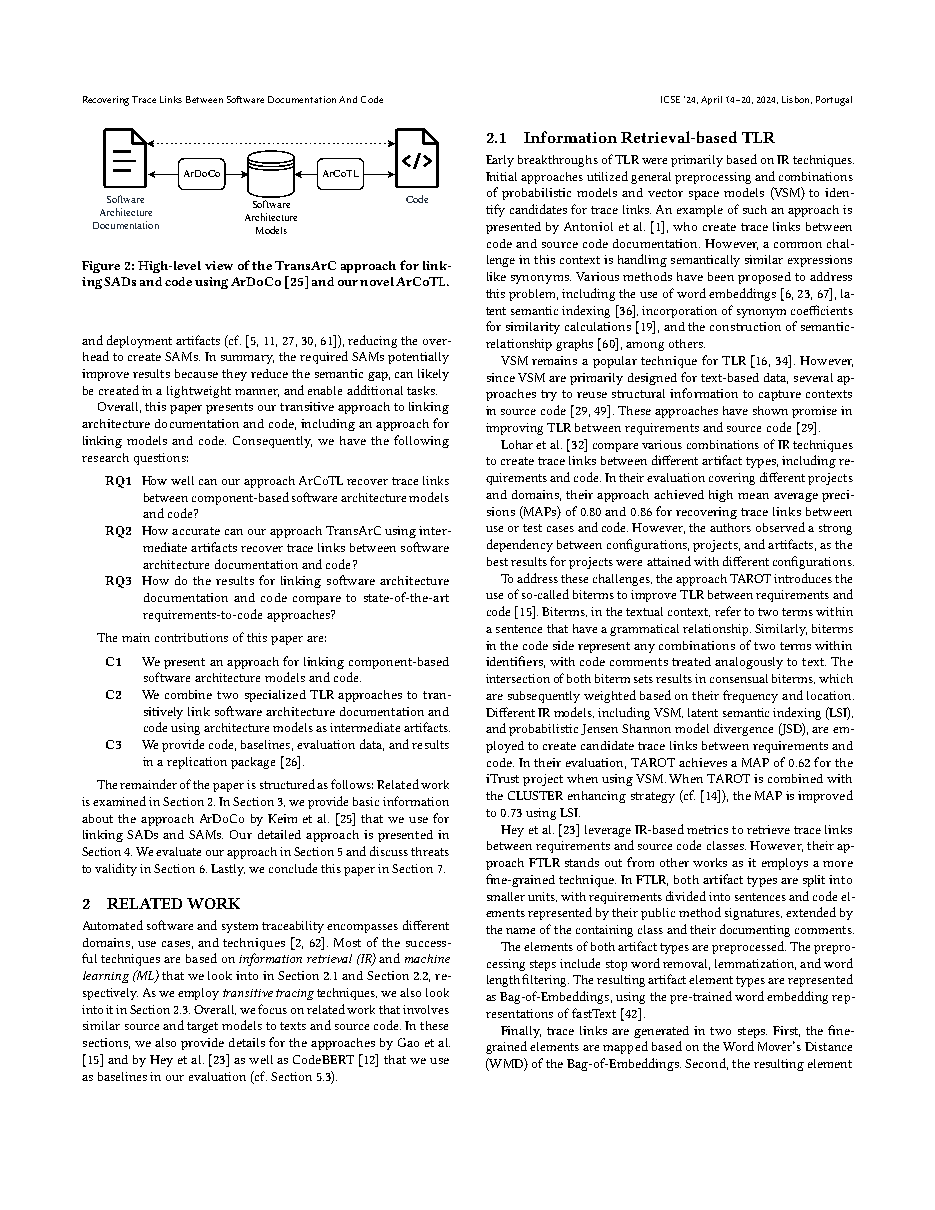 Recovering Trace Links Between Software Documentation And Code
ICSE '24, April 14–20, 2024, Lisbon, Portugal
ArDoCo
ArCoTL
Software
Architecture
Documentation
Software
Architecture
Models
Code
Figure 2: High-level view of the TransArC approach for link-
ing SADs and code using ArDoCo [25] and our novel ArCoTL.
and deployment artifacts (cf. [5, 11, 27, 30, 61]), reducing the over-
head to create SAMs. In summary, the required SAMs potentially
improve results because they reduce the semantic gap, can likely
be created in a lightweight manner, and enable additional tasks.
Overall, this paper presents our transitive approach to linking
architecture documentation and code, including an approach for
linking models and code. Consequently, we have the following
research questions:
RQ1 How well can our approach ArCoTL recover trace links
between component-based software architecture models
and code?
RQ2 How accurate can our approach TransArC using inter-
mediate artifacts recover trace links between software
architecture documentation and code?
RQ3 How do the results for linking software architecture
documentation and code compare to state-of-the-art
requirements-to-code approaches?
The main contributions of this paper are:
C1 We present an approach for linking component-based
software architecture models and code.
C2 We combine two specialized TLR approaches to tran-
sitively link software architecture documentation and
code using architecture models as intermediate artifacts.
C3 We provide code, baselines, evaluation data, and results
in a replication package [26].
The remainder of the paper is structured as follows: Related work
is examined in Section 2. In Section 3, we provide basic information
about the approach ArDoCo by Keim et al. [25] that we use for
linking SADs and SAMs. Our detailed approach is presented in
Section 4. We evaluate our approach in Section 5 and discuss threats
to validity in Section 6. Lastly, we conclude this paper in Section 7.
2 RELATED WORK
Automated software and system traceability encompasses different
domains, use cases, and techniques [2, 62]. Most of the success-
ful techniques are based on information retrieval (IR) and machine
learning (ML) that we look into in Section 2.1 and Section 2.2, re-
spectively. As we employ transitive tracing techniques, we also look
into it in Section 2.3. Overall, we focus on related work that involves
similar source and target models to texts and source code. In these
sections, we also provide details for the approaches by Gao et al.
[15] and by Hey et al. [23] as well as CodeBERT [12] that we use
as baselines in our evaluation (cf. Section 5.3).
2.1 Information Retrieval-based TLR
Early breakthroughs of TLR were primarily based on IR techniques.
Initial approaches utilized general preprocessing and combinations
of probabilistic models and vector space models (VSM) to iden-
tify candidates for trace links. An example of such an approach is
presented by Antoniol et al. [1], who create trace links between
code and source code documentation. However, a common chal-
lenge in this context is handling semantically similar expressions
like synonyms. Various methods have been proposed to address
this problem, including the use of word embeddings [6, 23, 67], la-
tent semantic indexing [36], incorporation of synonym coefficients
for similarity calculations [19], and the construction of semantic-
relationship graphs [60], among others.
VSM remains a popular technique for TLR [16, 34]. However,
since VSM are primarily designed for text-based data, several ap-
proaches try to reuse structural information to capture contexts
in source code [29, 49]. These approaches have shown promise in
improving TLR between requirements and source code [29].
Lohar et al. [32] compare various combinations of IR techniques
to create trace links between different artifact types, including re-
quirements and code. In their evaluation covering different projects
and domains, their approach achieved high mean average preci-
sions (MAPs) of 0.80 and 0.86 for recovering trace links between
use or test cases and code. However, the authors observed a strong
dependency between configurations, projects, and artifacts, as the
best results for projects were attained with different configurations.
To address these challenges, the approach TAROT introduces the
use of so-called biterms to improve TLR between requirements and
code [15]. Biterms, in the textual context, refer to two terms within
a sentence that have a grammatical relationship. Similarly, biterms
in the code side represent any combinations of two terms within
identifiers, with code comments treated analogously to text. The
intersection of both biterm sets results in consensual biterms, which
are subsequently weighted based on their frequency and location.
Different IR models, including VSM, latent semantic indexing (LSI),
and probabilistic Jensen Shannon model divergence (JSD), are em-
ployed to create candidate trace links between requirements and
code. In their evaluation, TAROT achieves a MAP of 0.62 for the
iTrust project when using VSM. When TAROT is combined with
the CLUSTER enhancing strategy (cf. [14]), the MAP is improved
to 0.73 using LSI.
Hey et al. [23] leverage IR-based metrics to retrieve trace links
between requirements and source code classes. However, their ap-
proach FTLR stands out from other works as it employs a more
fine-grained technique. In FTLR, both artifact types are split into
smaller units, with requirements divided into sentences and code el-
ements represented by their public method signatures, extended by
the name of the containing class and their documenting comments.
The elements of both artifact types are preprocessed. The prepro-
cessing steps include stop word removal, lemmatization, and word
length filtering. The resulting artifact element types are represented
as Bag-of-Embeddings, using the pre-trained word embedding rep-
resentations of fastText [42].
Finally, trace links are generated in two steps. First, the fine-
grained elements are mapped based on the Word Mover's Distance
(WMD) of the Bag-of-Embeddings. Second, the resulting element